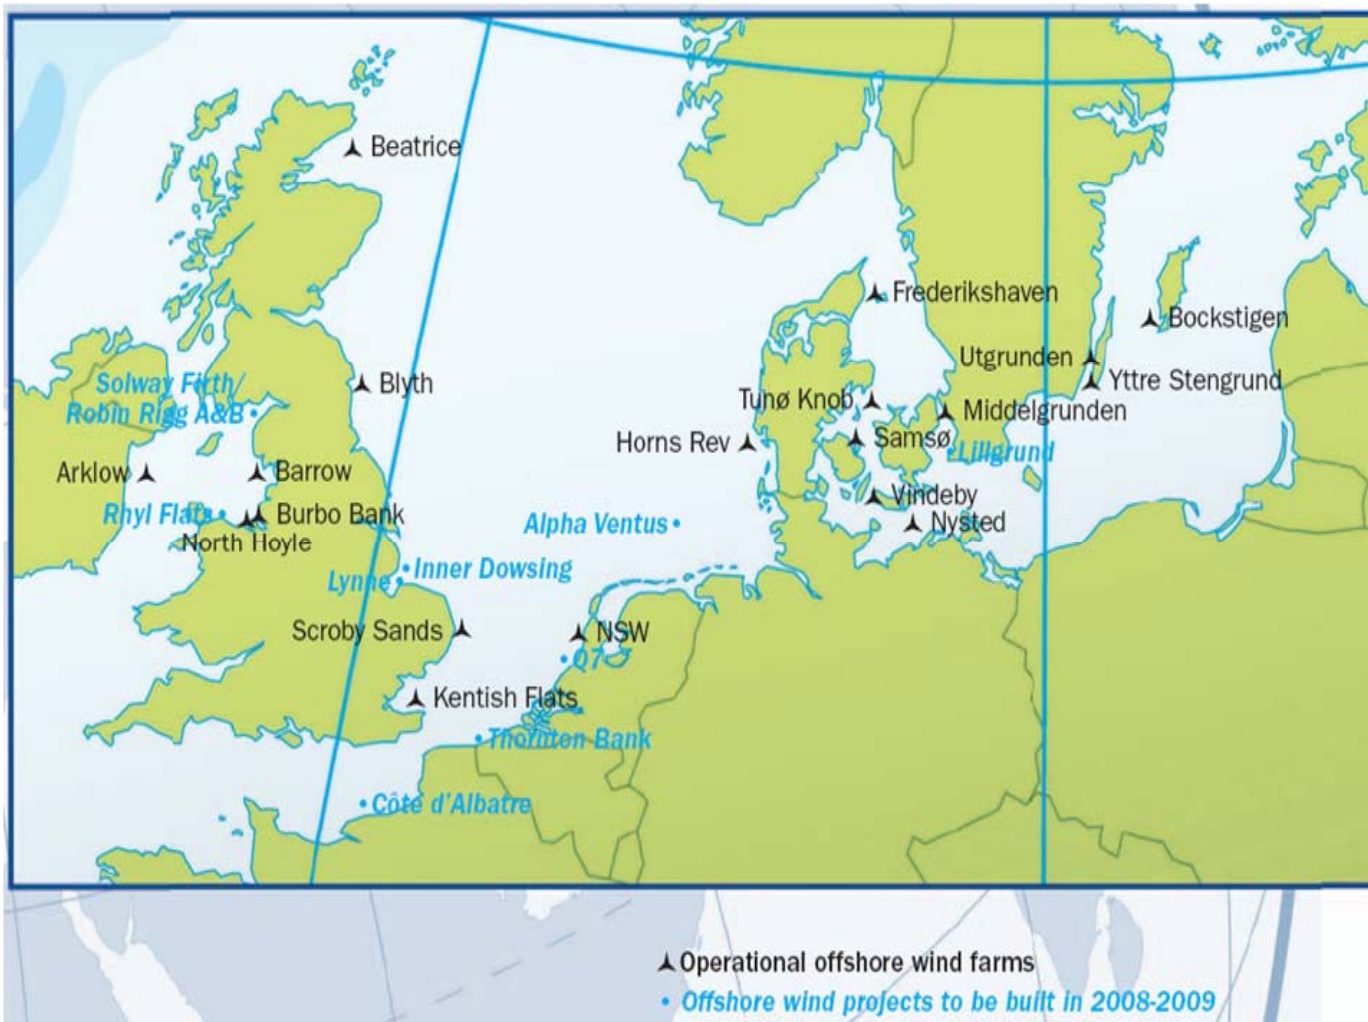 Beatrice
Frederikshaven
Bockstigen
Utgrunden
Solway Firth/
Robin Rigg A&B
Blyth
Yttre Stengrund
Tunø Knob
Middelgrunden
Horns Rev
Samsø
Lillgrund
Arklow
Barrow
Rhyl Flats
Burbo Bank
North Hoyle
Alpha Ventus
Vindeby
Nysted
Inner Dowsing
Lynne
Scroby Sands
NSW
Q7
Kentish Flats
Thornton Bank
Côte d'Albatre
Operational offshore wind farms
Offshore wind projects to be built in 2008-2009